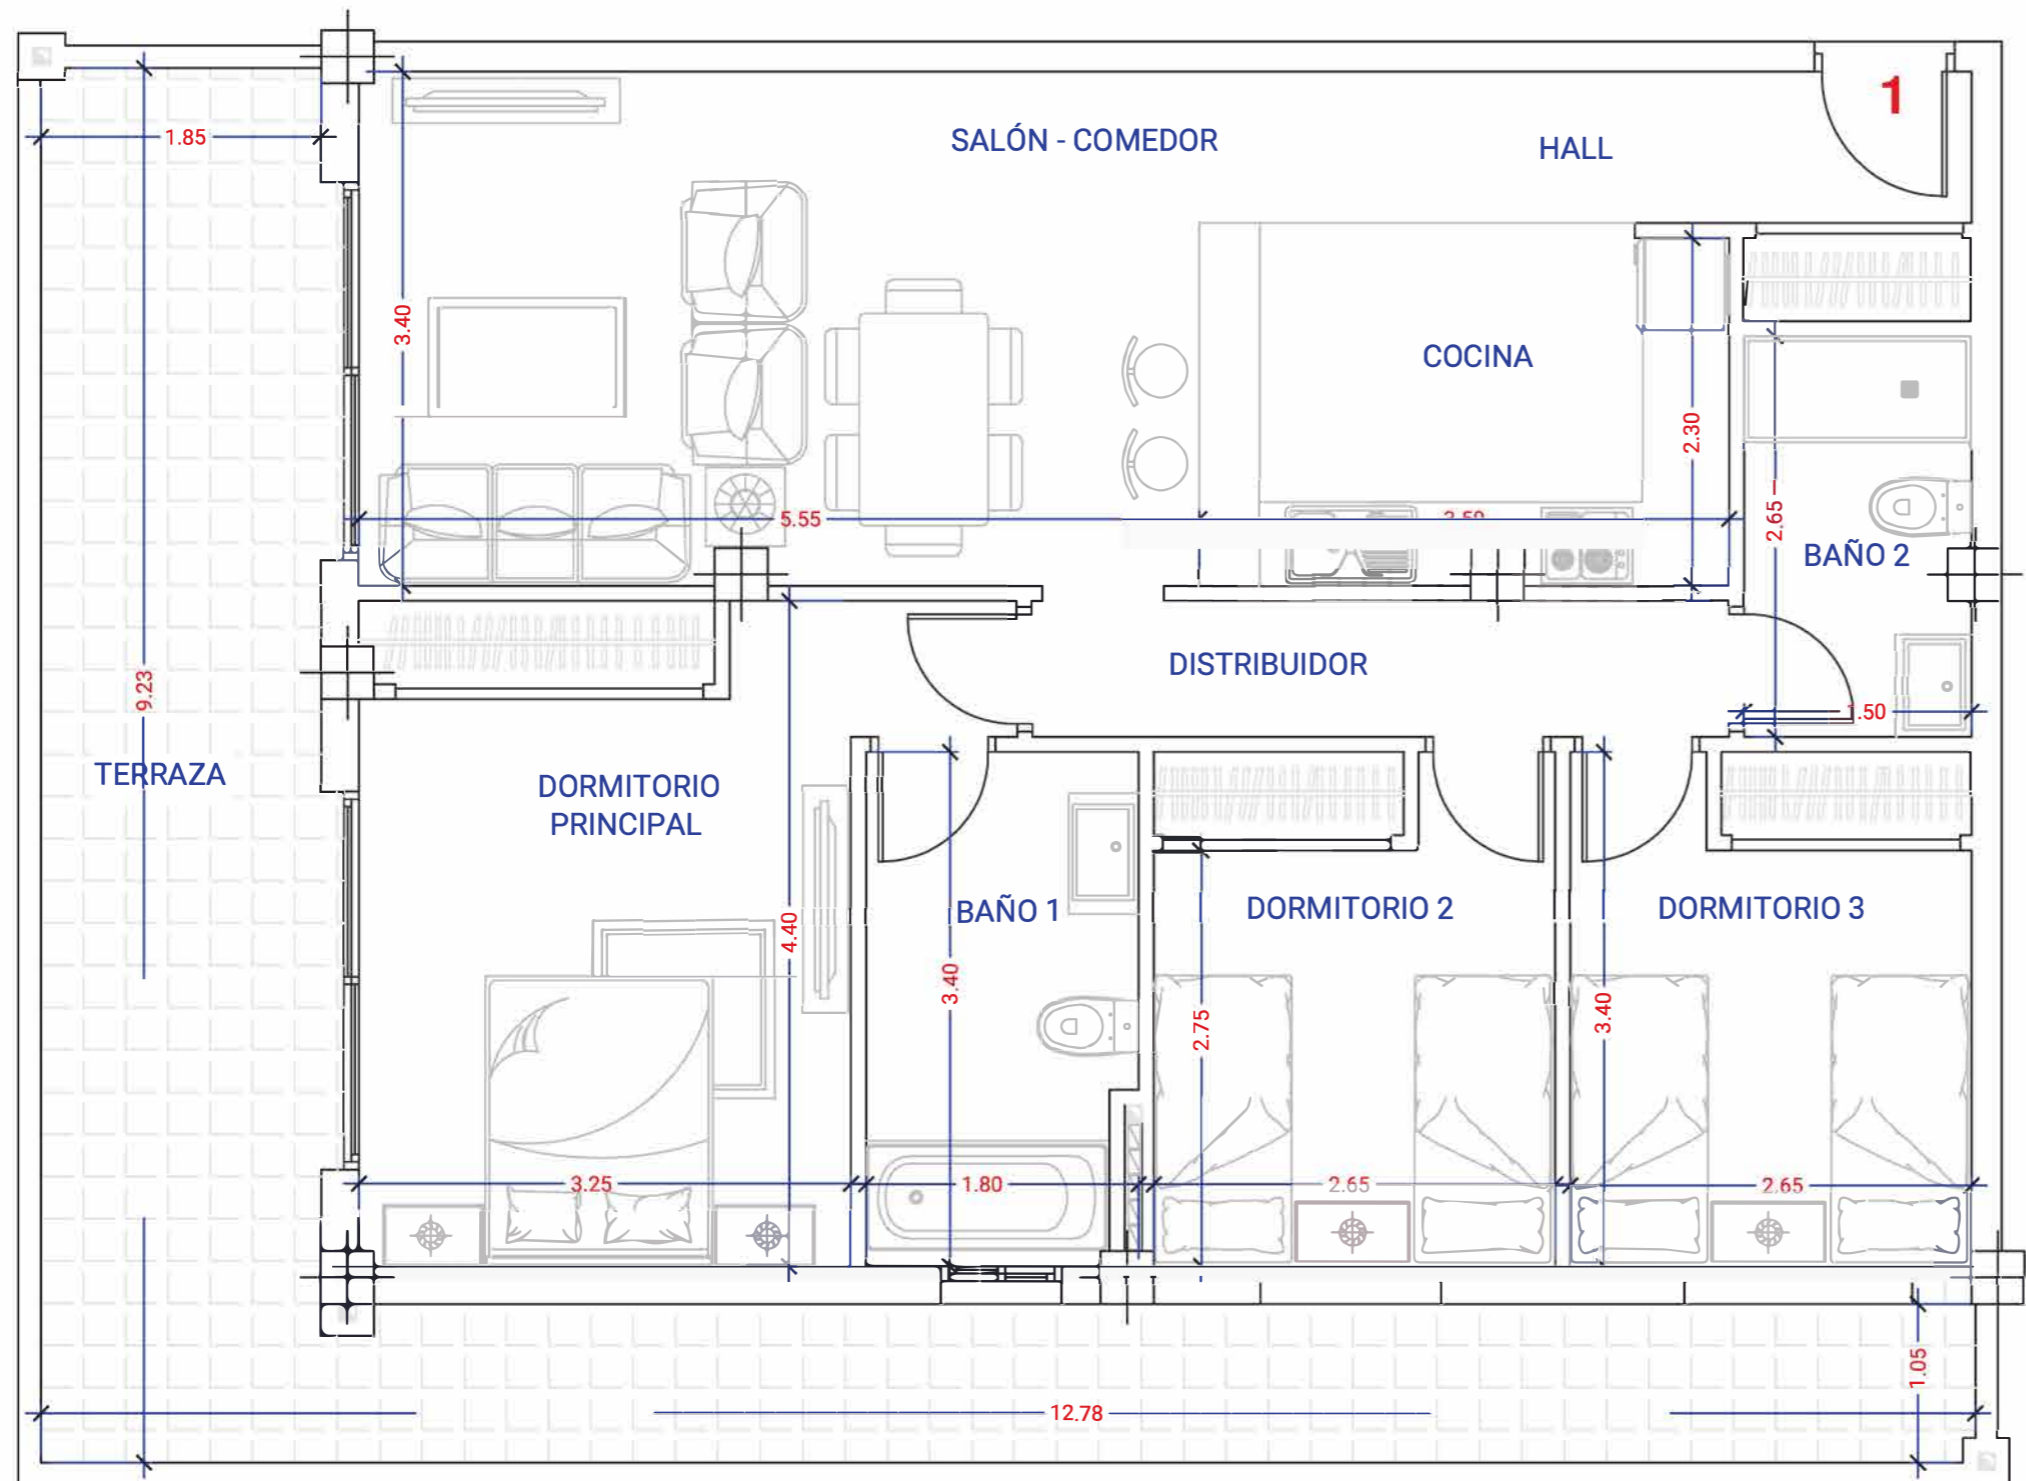 1
1.85
SALÓN - COMEDOR
HALL
3.40
COCINA
2.30
5.55
2.65
BAÑO 2
DISTRIBUIDOR
9.23
.50
TERRAZA
DORMITORIO
PRINCIPAL
4.40
BAÑO 1
3.40
DORMITORIO 2
2.75
DORMITORIO 3
3.40
3.25
1.80
2.65
2.65
1.05
12.78